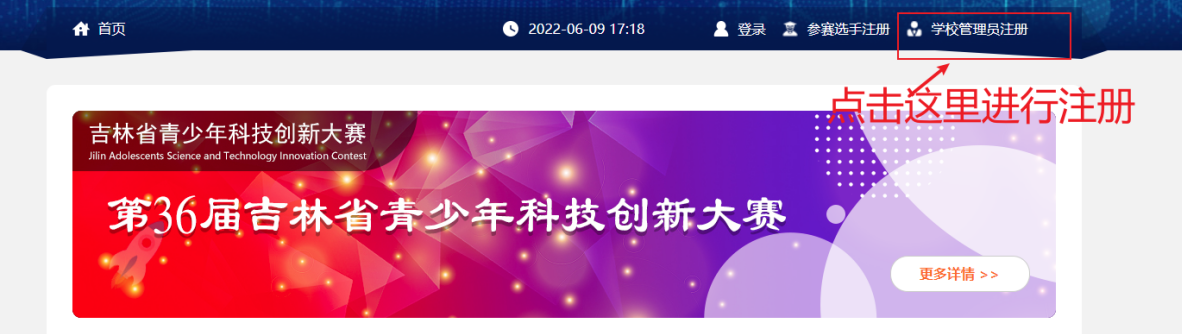 首页
2022-06-09 17:18
登录
参赛选手注册
学校管理员注册
点击这里进行注册
吉林省青少年科技创新大赛
Jilin Adolescents Science and Technology Innovation Contest
第36届吉林省青少年科技创新大赛
更多详情 >>